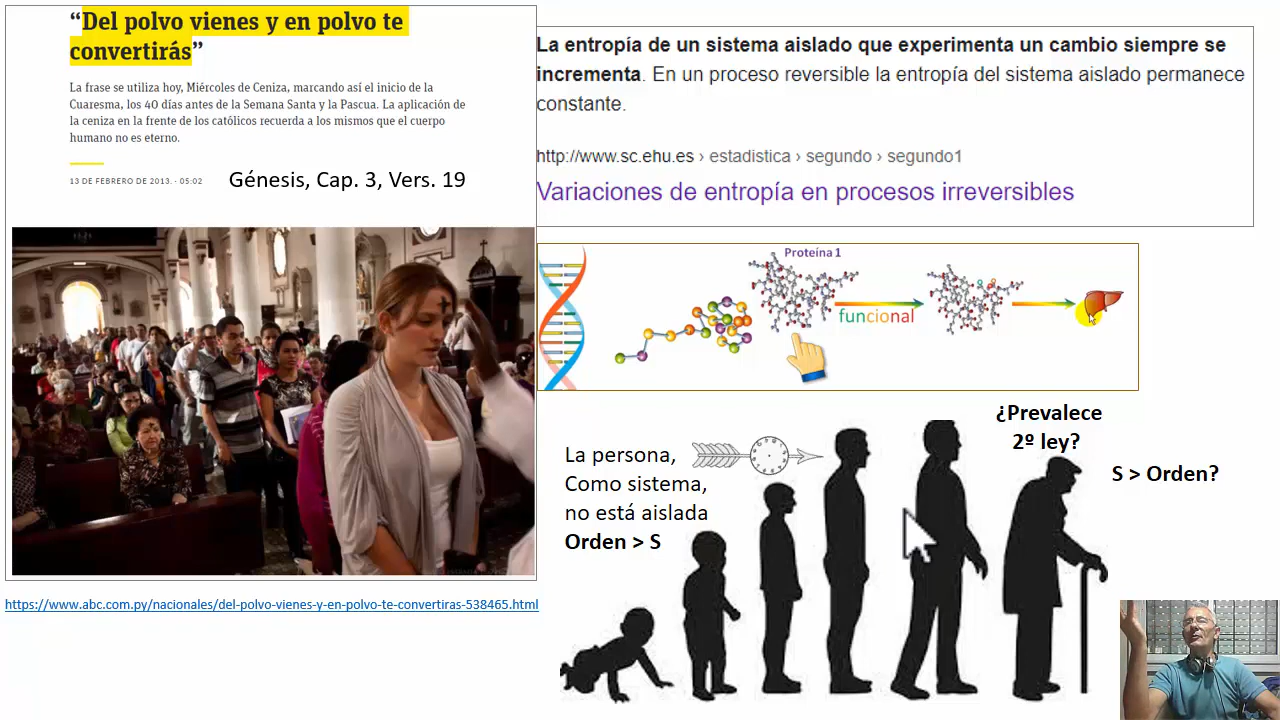 “Del polvo vienes y en polvo te
convertirás”
La frase se utiliza hoy, Miércoles de Ceniza, marcando así el inicio de la
Cuaresma, los 40 días antes de la Semana Santa y la Pascua. La aplicación de
la ceniza en la frente de los católicos recuerda a los mismos que el cuerpo
humano no es eterno.
13 DE FEBRERO DE 2013. - 05:02
Génesis, Cap. 3, Vers. 19
https://www.abc.com.py/nacionales/del-polvo-vienes-y-en-polvo-te-convertiras-538465.html
La entropía de un sistema aislado que experimenta un cambio siempre se
incrementa. En un proceso reversible la entropía del sistema aislado permanece
constante.
http://www.sc.ehu.es › estadistica › segundo › segundo1
Variaciones de entropía en procesos irreversibles
Proteína 1
funcional
La persona,
Como sistema,
no está aislada
Orden > S
¿Prevalece
2º ley?
S > Orden?